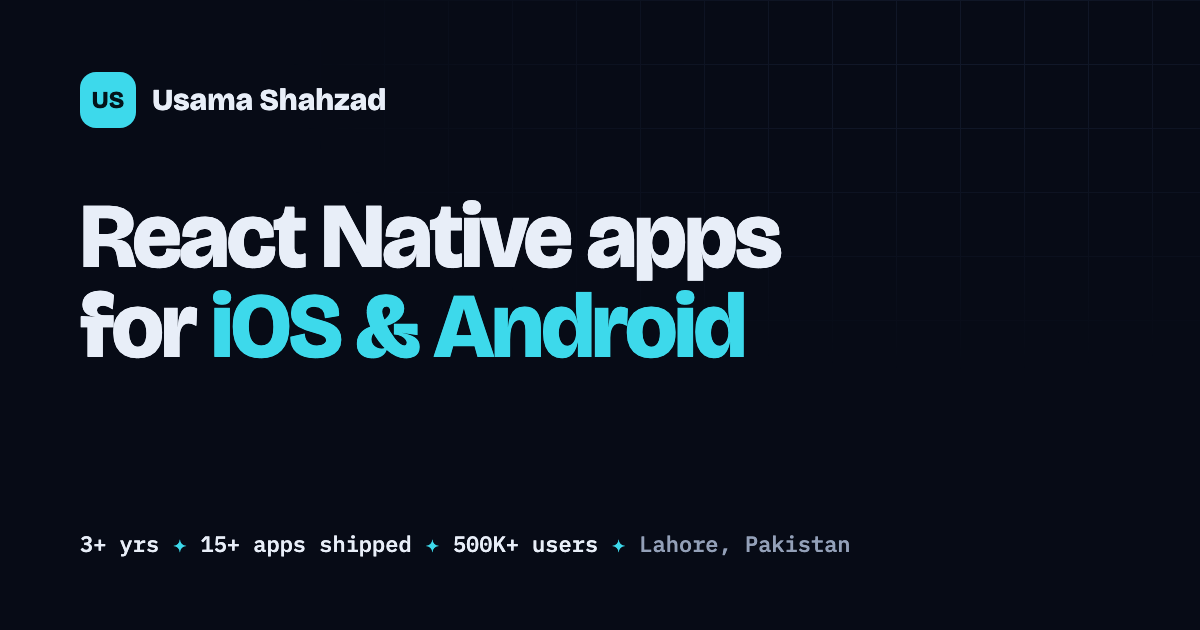 US Usama Shahzad
React Native apps
for iOS & Android
3+ yrs ✦ 15+ apps shipped ✦ 500K+ users ✦ Lahore, Pakistan